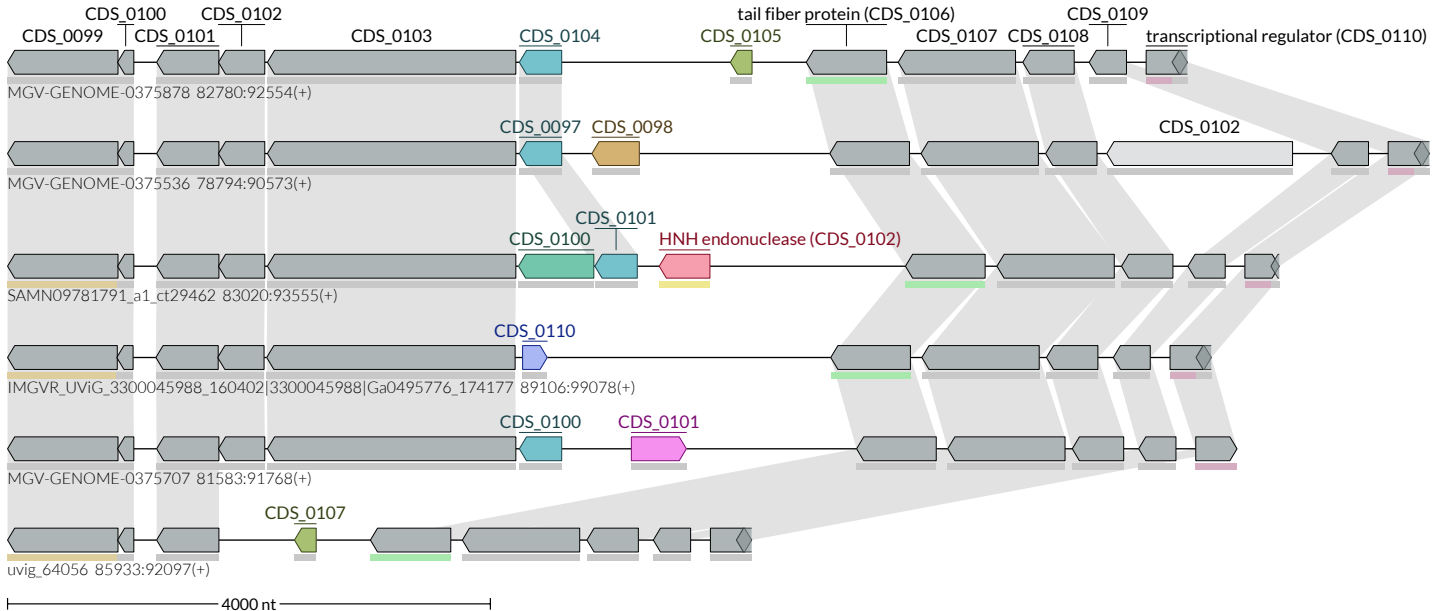 CDS_0100
CDS_0102
tail fiber protein (CDS_0106)
CDS_0109
CDS_0099
CDS_0101
CDS_0103
CDS_0104
CDS_0105
CDS_0107
CDS_0108
transcriptional regulator (CDS_0110)
MGV-GENOME-0375878 82780:92554(+)
CDS_0097
CDS_0098
CDS_0102
MGV-GENOME-0375536 78794:90573(+)
CDS_0101
CDS_0100
HNH endonuclease (CDS_0102)
SAMN09781791_a1_ct29462 83020:93555(+)
CDS_0110
IMGVR_UViG_3300045988_160402|3300045988|Ga0495776_174177 89106:99078(+)
CDS_0100
CDS_0101
MGV-GENOME-0375707 81583:91768(+)
CDS_0107
uvig_64056 85933:92097(+)
4000 nt